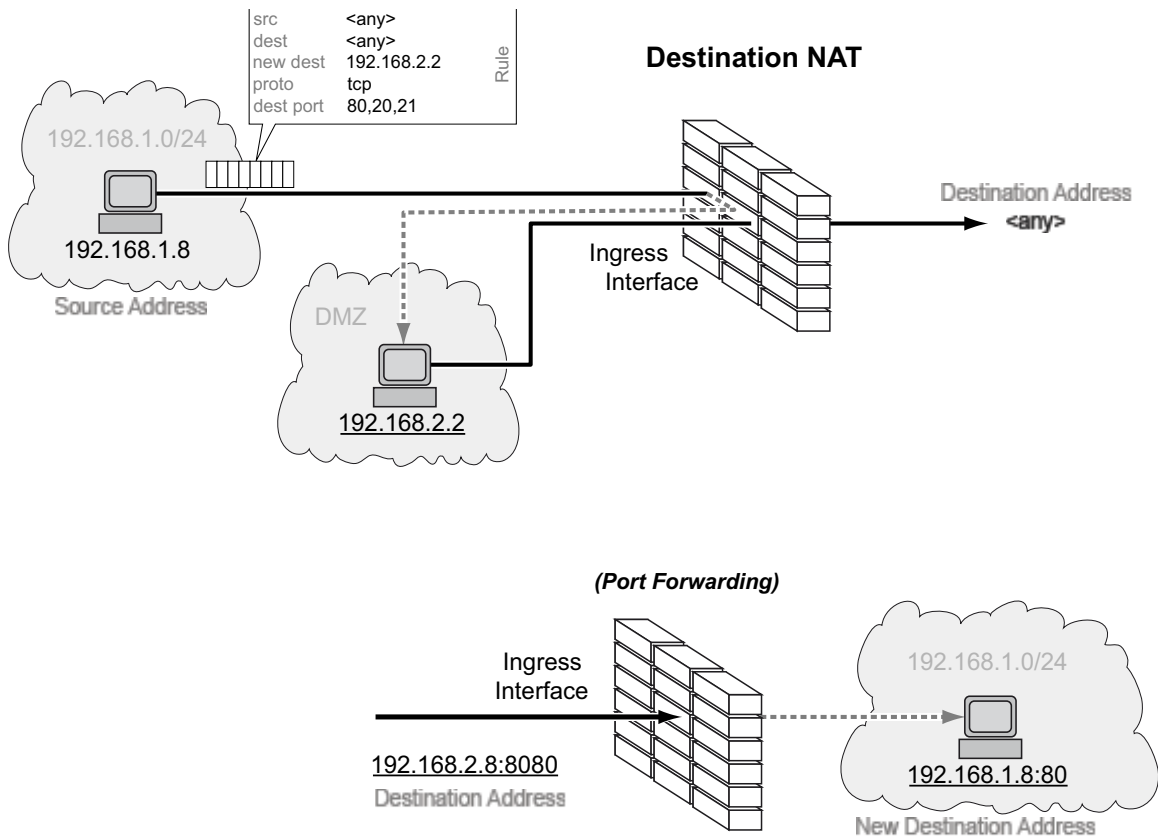 src <any>
dest <any>
new dest 192.168.2.2
proto tcp
dest port 80,20,21
Rule
Destination NAT
192.168.1.0/24
192.168.1.8
Source Address
Destination Address
<any>
Ingress
Interface
DMZ
192.168.2.2
(Port Forwarding)
Ingress
Interface
192.168.2.8:8080
Destination Address
192.168.1.0/24
192.168.1.8:80
New Destination Address